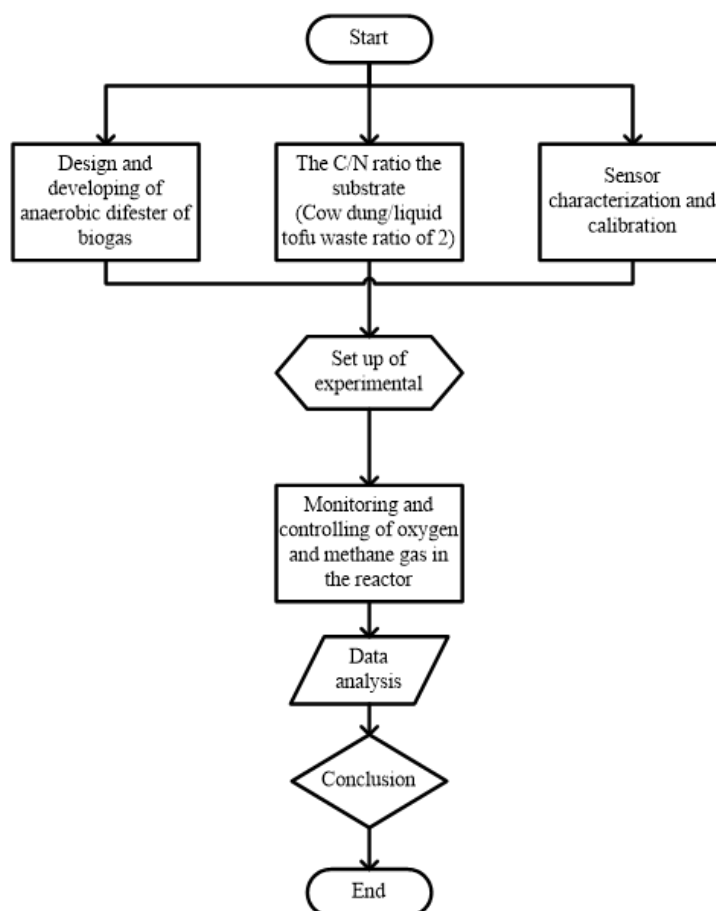 Start
Design and
developing of
anaerobic difester of
biogas
The C/N ratio the
substrate
(Cow dung/liquid
tofu waste ratio of 2)
Sensor
characterization and
calibration
Set up of
experimental
Monitoring and
controlling of oxygen
and methane gas in
the reactor
Data
analysis
Conclusion
End